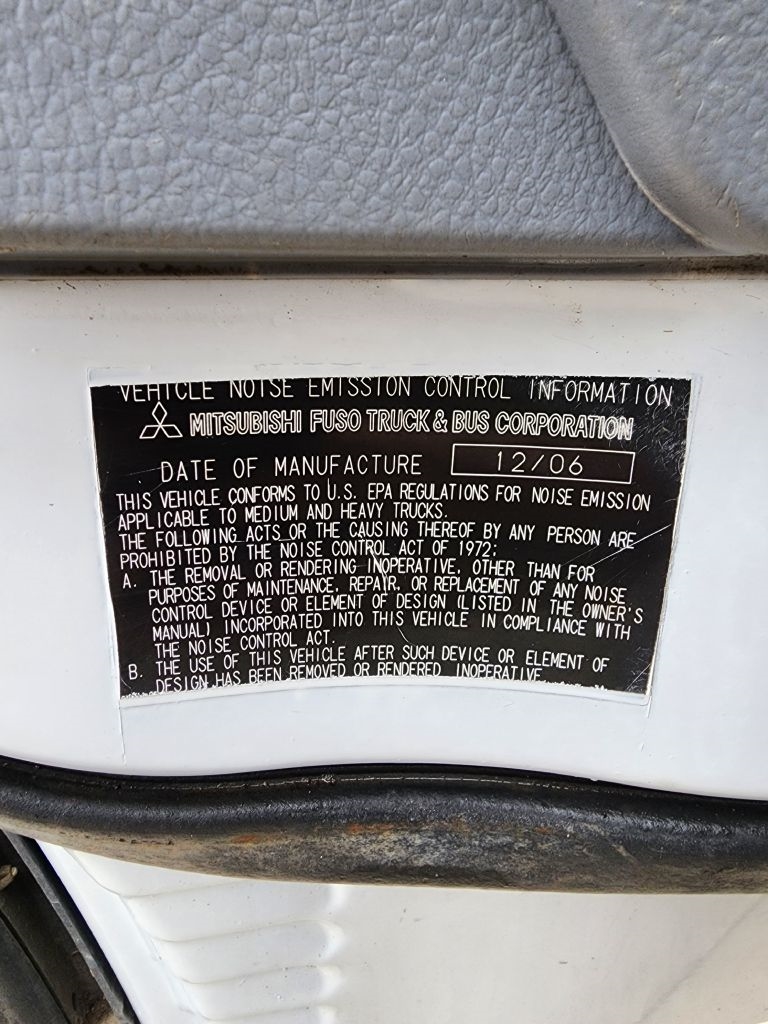 VEHICLE NOISE EMISSION CONTROL INFORMATION
MITSUBISHI FUSO TRUCK & BUS CORPORATION
DATE OF MANUFACTURE 12/06
THIS VEHICLE CONFORMS TO U.S. EPA REGULATIONS FOR NOISE EMISSION
APPLICABLE TO MEDIUM AND HEAVY TRUCKS.
THE FOLLOWING ACTS OR THE CAUSING THEREOF BY ANY PERSON ARE
PROHIBITED BY THE NOISE CONTROL ACT OF 1972:
A. THE REMOVAL OR RENDERING INOPERATIVE, OTHER THAN FOR
PURPOSES OF MAINTENANCE, REPAIR, OR REPLACEMENT OF ANY NOISE
CONTROL DEVICE OR ELEMENT OF DESIGN (LISTED IN THE OWNER'S
MANUAL) INCORPORATED INTO THIS VEHICLE IN COMPLIANCE WITH
THE NOISE CONTROL ACT.
B. THE USE OF THIS VEHICLE AFTER SUCH DEVICE OR ELEMENT OF
DESIGN HAS BEEN REMOVED OR RENDERED INOPERATIVE